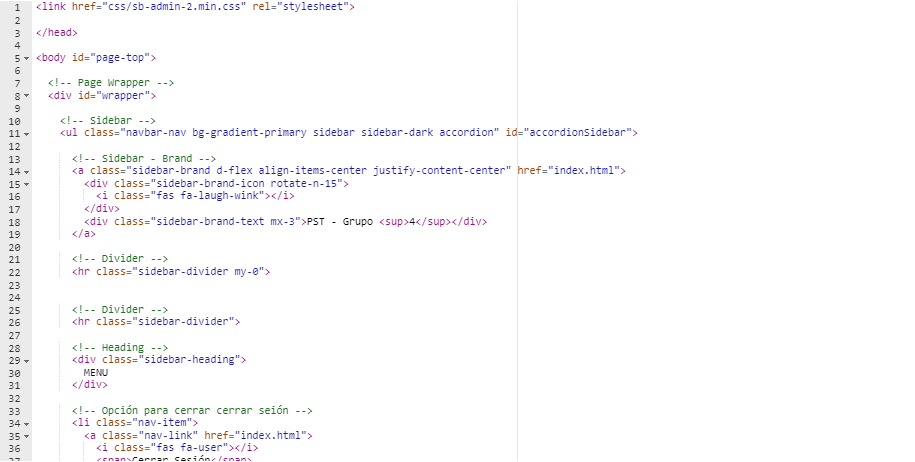 1 <link href="css/sb-admin-2.min.css" rel="stylesheet">
2
3 </head>
4
5 <body id="page-top">
6
7 <!-- Page Wrapper -->
8 <div id="wrapper">
9
10 <!-- Sidebar -->
11 <ul class="navbar-nav bg-gradient-primary sidebar sidebar-dark accordion" id="accordionSidebar">
12
13 <!-- Sidebar - Brand -->
14 <a class="sidebar-brand d-flex align-items-center justify-content-center" href="index.html">
15 <div class="sidebar-brand-icon rotate-n-15">
16 <i class="fas fa-laugh-wink"></i>
17 </div>
18 <div class="sidebar-brand-text mx-3">PST - Grupo <sup>4</sup></div>
19 </a>
20
21 <!-- Divider -->
22 <hr class="sidebar-divider my-0">
23
24
25 <!-- Divider -->
26 <hr class="sidebar-divider">
27
28 <!-- Heading -->
29 <div class="sidebar-heading">
30 MENU
31 </div>
32
33 <!-- Opción para cerrar cerrar seión -->
34 <li class="nav-item">
35 <a class="nav-link" href="index.html">
36 <i class="fas fa-user"></i>
37 <span>Cerrar Sesión</span>